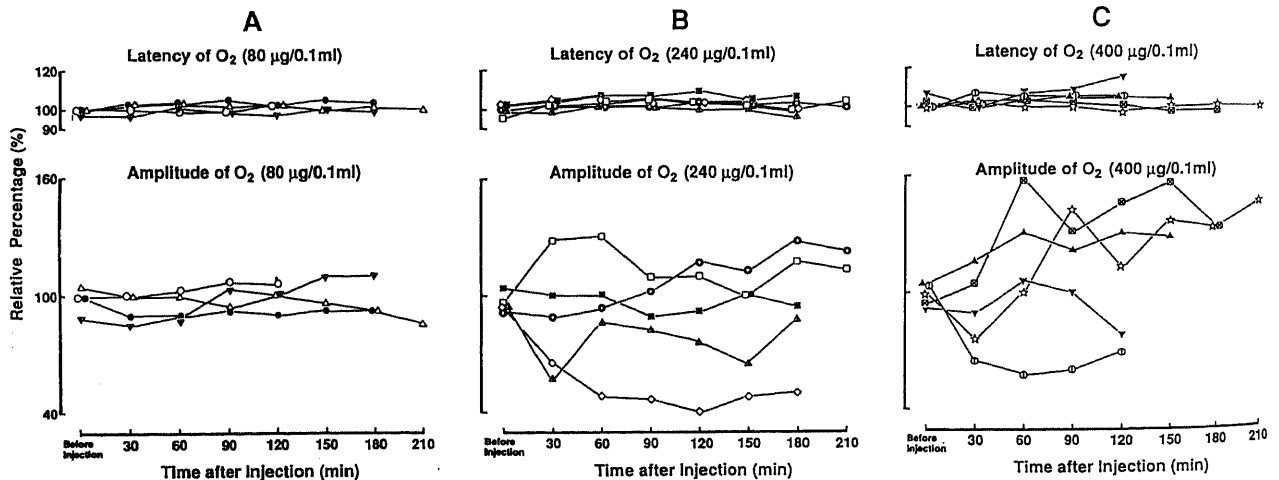 A
B
C
Latency of O2 (80 µg/0.1ml)
Latency of O2 (240 µg/0.1ml)
Latency of O2 (400 µg/0.1ml)
120
100
90
Amplitude of O2 (80 µg/0.1ml)
Amplitude of O2 (240 µg/0.1ml)
Amplitude of O2 (400 µg/0.1ml)
Relative Percentage (%)
160
100
40
Before Injection 30 60 90 120 150 180 210
Before Injection 30 60 90 120 150 180 210
Before Injection 30 60 90 120 150 180 210
Time after Injection (min)
Time after Injection (min)
Time after Injection (min)